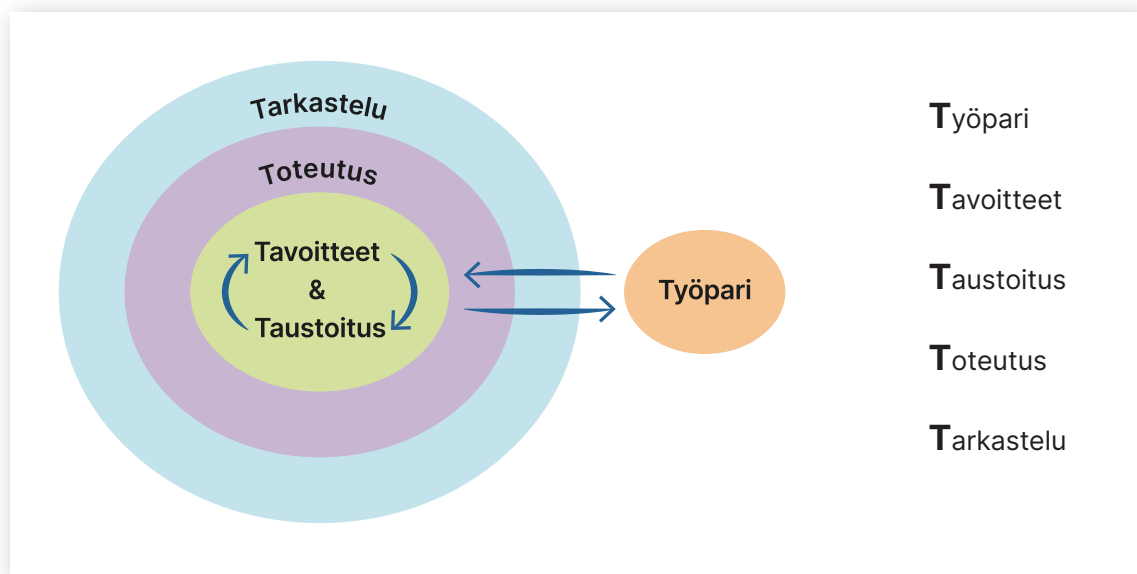 Tarkastelu
Toteutus
Tavoitteet
&
Taustoitus
Työpari
Työpari
Tavoitteet
Taustoitus
Toteutus
Tarkastelu